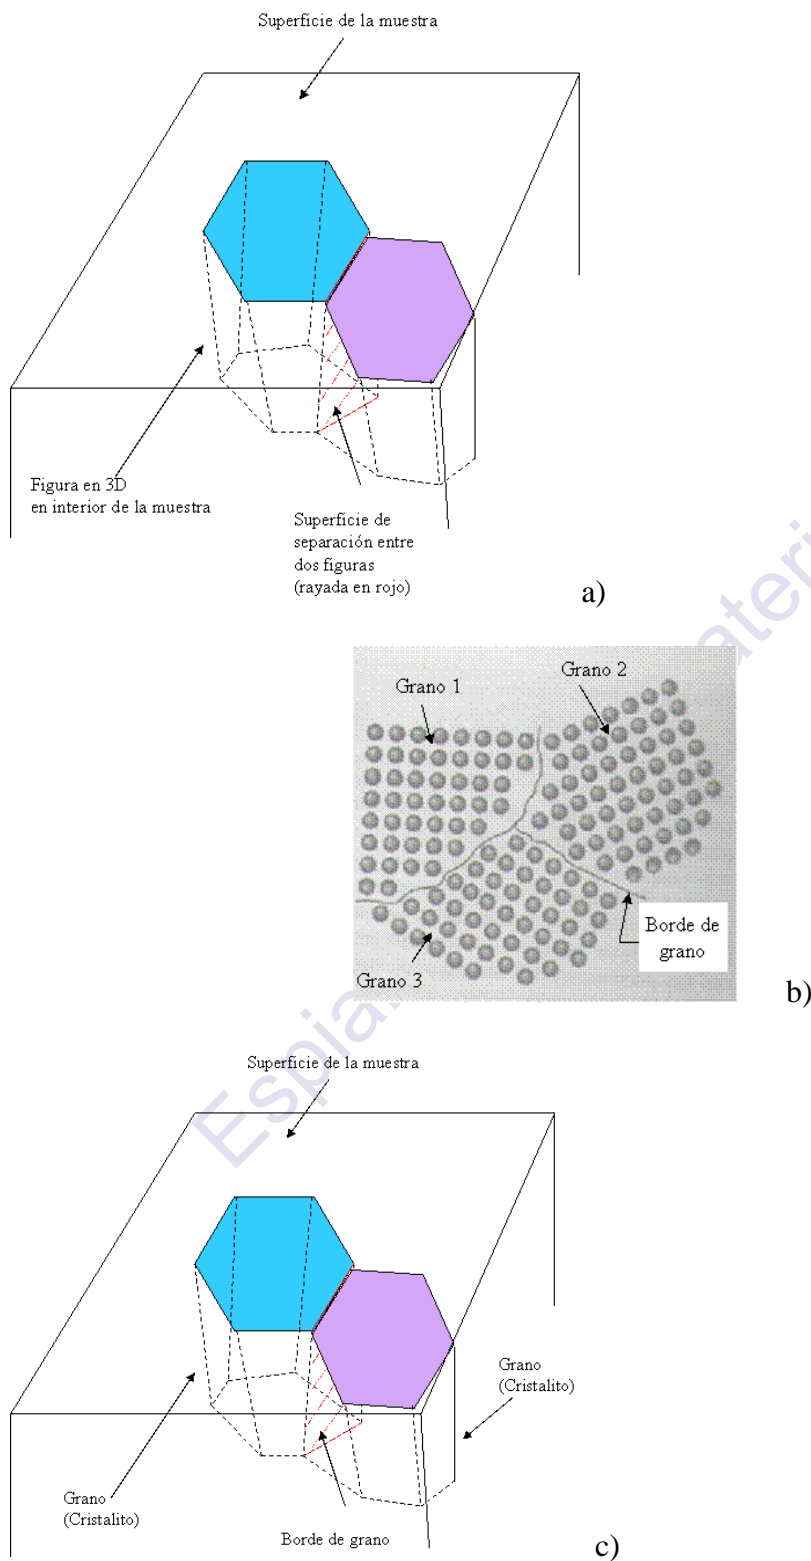 Superficie de la muestra
Figura en 3D
en interior de la muestra
Superficie de
separación entre
dos figuras
(rayada en rojo)
a)
Grano 1
Grano 2
Borde de
grano
Grano 3
b)
Superficie de la muestra
Grano
(Cristalito)
Grano
(Cristalito)
Borde de grano
c)